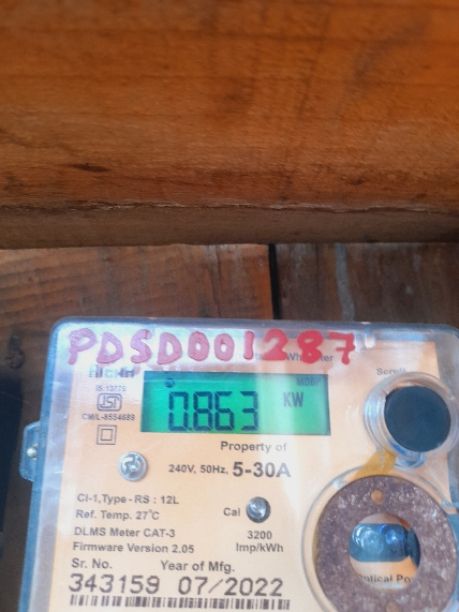 PDSD001287
Scroll
IS:13779
CM/L-8554689
0.863 KW
Property of
240V, 50Hz, 5-30A
Cl-1,Type - RS : 12L
Ref. Temp. 27°C
Cal
DLMS Meter CAT-3
3200
Firmware Version 2.05
Imp/kWh
Sr. No. Year of Mfg.
343159 07/2022